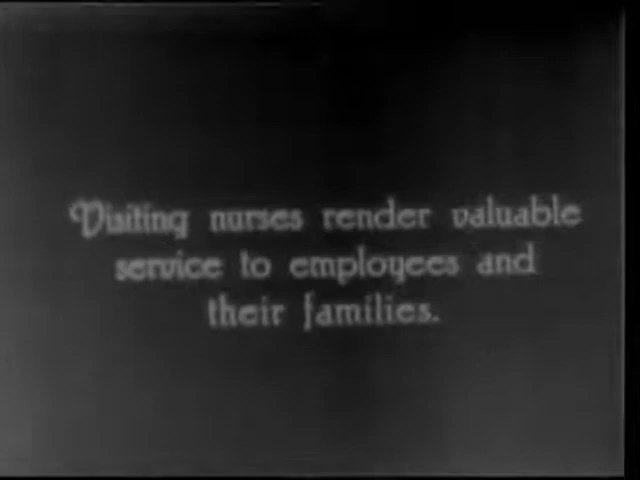 Visiting nurses render valuable
service to employees and
their families.